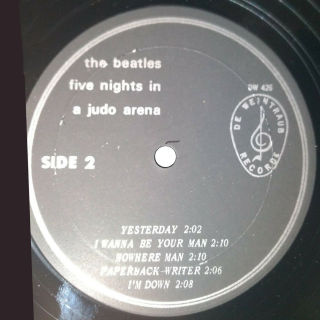 the beatles
five nights in
a judo arena
DW 426
DE WEINTRAUB
RECORDS
SIDE 2
YESTERDAY 2:02
I WANNA BE YOUR MAN 2:10
NOWHERE MAN 2:10
PAPERBACK WRITER 2:06
I'M DOWN 2:08